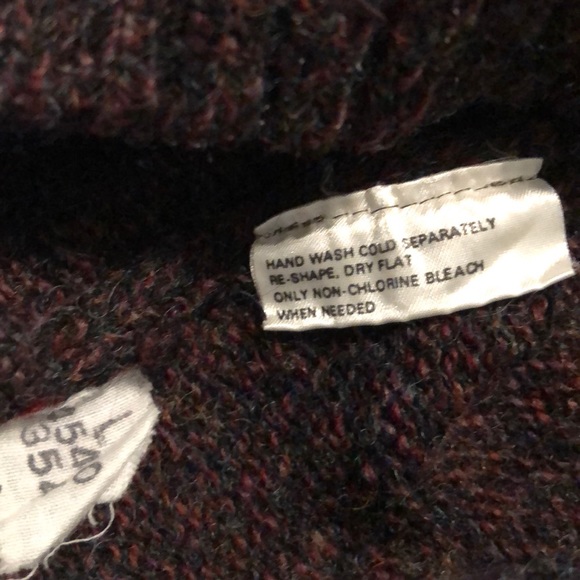 HAND WASH COLD SEPARATELY
RE-SHAPE, DRY FLAT
ONLY NON-CHLORINE BLEACH
WHEN NEEDED
L